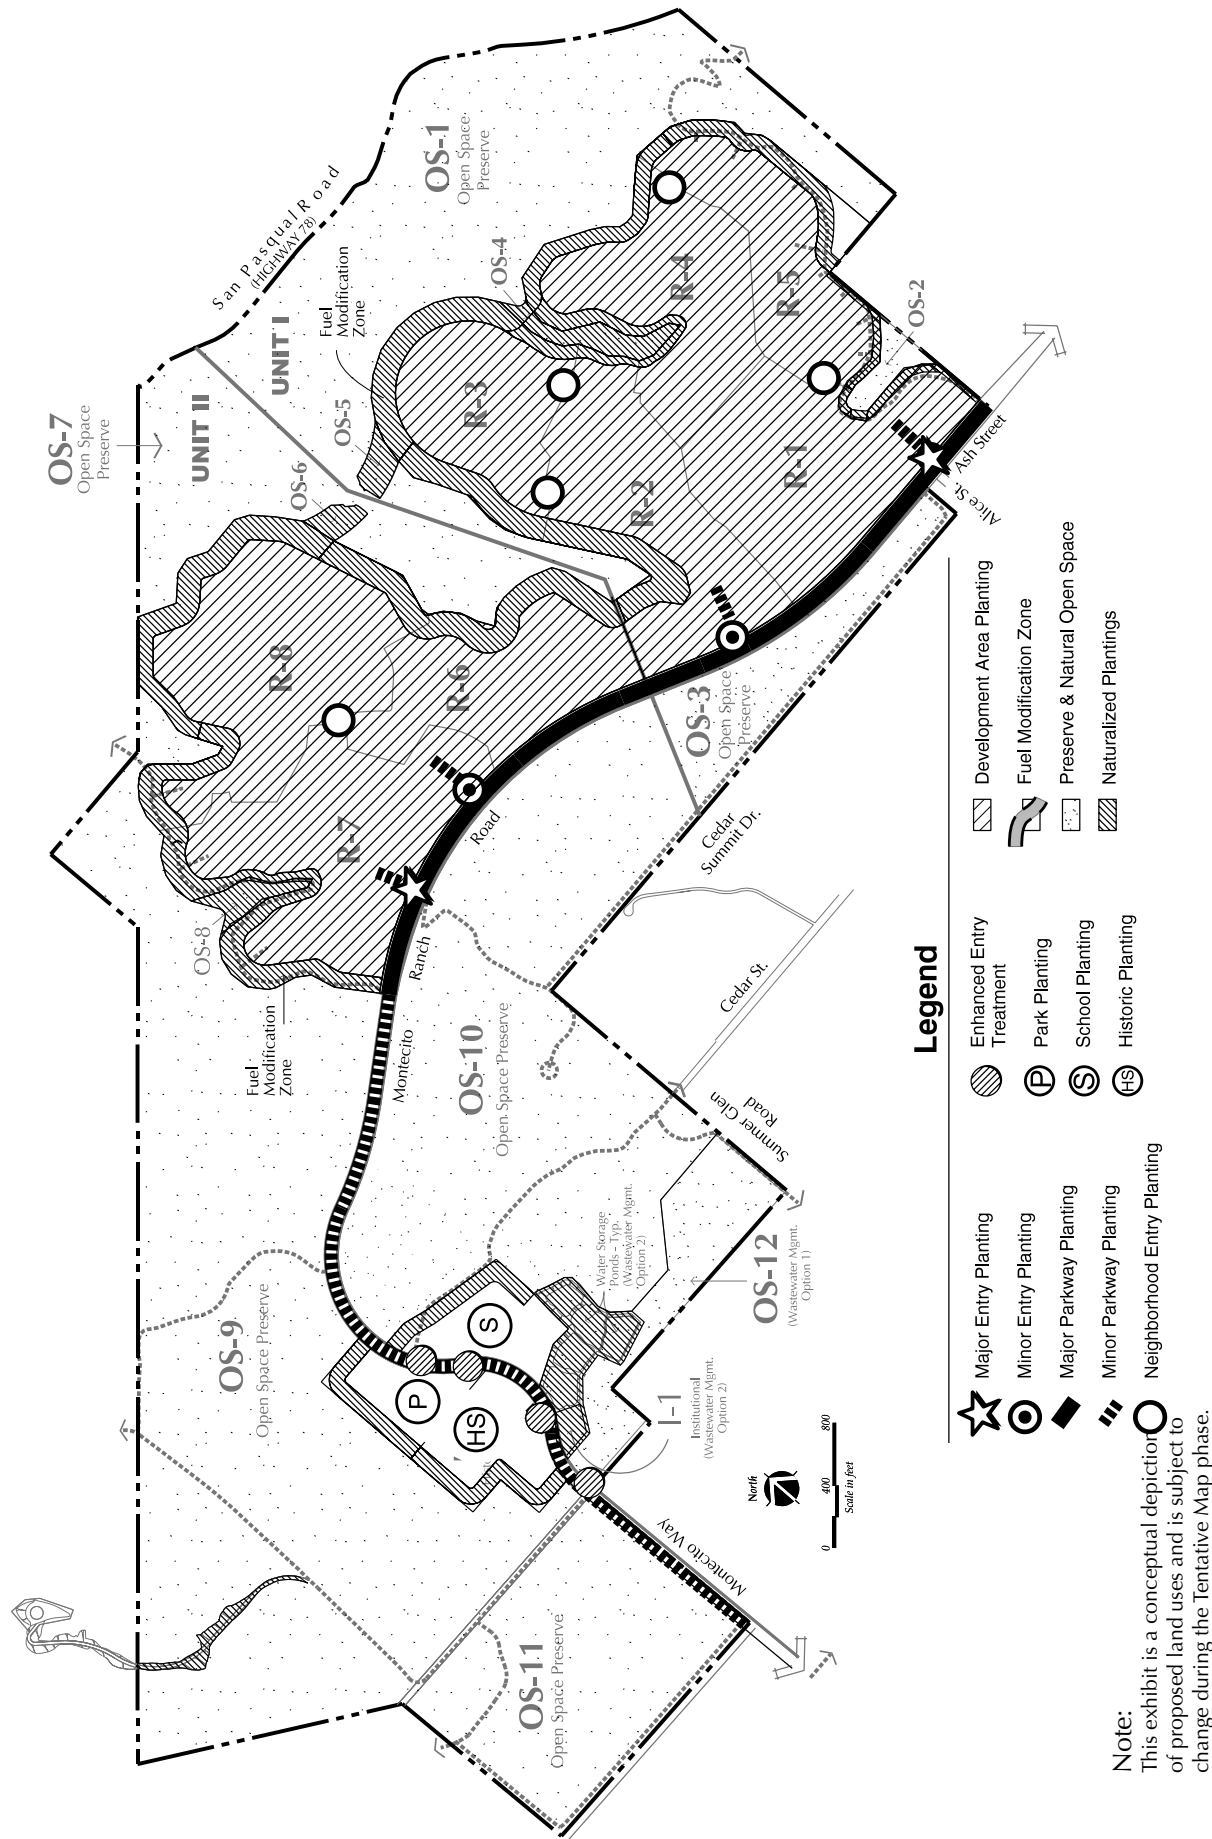 San Pasqual Road
(HIGHWAY 78)
OS-1
Open Space
Preserve
OS-7
Open Space
Preserve
UNIT II
UNIT I
Fuel
Modification
Zone
OS-4
OS-5
OS-6
R-4
R-5
R-3
R-2
R-1
OS-2
Ash Street
Alice St.
R-8
R-6
R-7
OS-3
Open Space
Preserve
OS-8
Fuel
Modification
Zone
Montecito
Ranch
Road
Cedar
Summit Dr.
Cedar St.
Summer Glen
Road
OS-10
Open Space Preserve
OS-9
Open Space Preserve
Water Storage
Ponds - Typ.
(Wastewater Mgmt.
Option 2)
OS-12
(Wastewater Mgmt.
Option 1)
S
P
HS
I-1
Institutional
(Wastewater Mgmt.
Option 2)
Montecito Way
OS-11
Open Space Preserve
North
0 400 800
Scale in feet
Legend
Major Entry Planting
Minor Entry Planting
Major Parkway Planting
Minor Parkway Planting
Neighborhood Entry Planting
Enhanced Entry
Treatment
P Park Planting
S School Planting
HS Historic Planting
Development Area Planting
Fuel Modification Zone
Preserve & Natural Open Space
Naturalized Plantings
Note:
This exhibit is a conceptual depiction
of proposed land uses and is subject to
change during the Tentative Map phase.